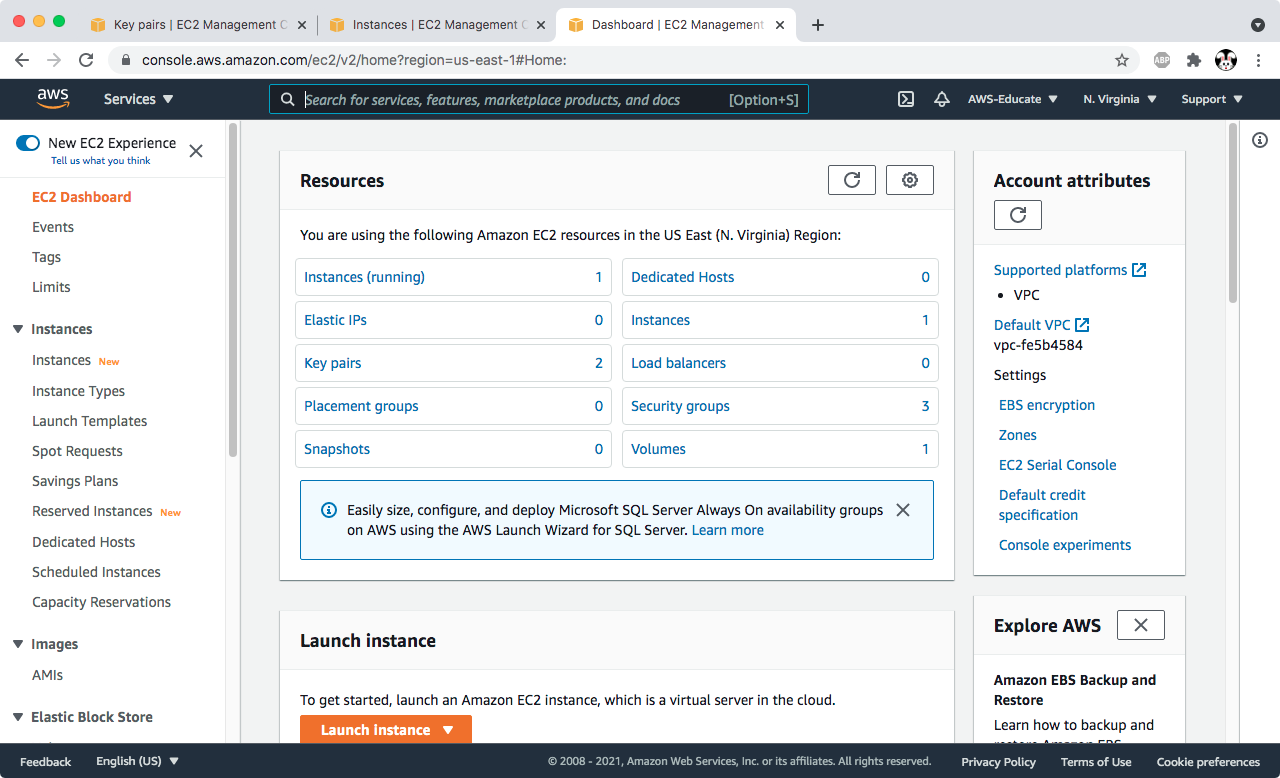 Key pairs | EC2 Management C
Instances | EC2 Management C
Dashboard | EC2 Management
console.aws.amazon.com/ec2/v2/home?region=us-east-1#Home:
ABP
aws
Services
Search for services, features, marketplace products, and docs
[Option+S]
AWS-Educate
N. Virginia
Support
New EC2 Experience
Tell us what you think
EC2 Dashboard
Events
Tags
Limits
Instances
Instances New
Instance Types
Launch Templates
Spot Requests
Savings Plans
Reserved Instances New
Dedicated Hosts
Scheduled Instances
Capacity Reservations
Images
AMIs
Elastic Block Store
Resources
You are using the following Amazon EC2 resources in the US East (N. Virginia) Region:
Instances (running) 1
Dedicated Hosts 0
Elastic IPs 0
Instances 1
Key pairs 2
Load balancers 0
Placement groups 0
Security groups 3
Snapshots 0
Volumes 1
Easily size, configure, and deploy Microsoft SQL Server Always On availability groups
on AWS using the AWS Launch Wizard for SQL Server. Learn more
Launch instance
To get started, launch an Amazon EC2 instance, which is a virtual server in the cloud.
Launch instance
Account attributes
Supported platforms
• VPC
Default VPC
vpc-fe5b4584
Settings
EBS encryption
Zones
EC2 Serial Console
Default credit
specification
Console experiments
Explore AWS
Amazon EBS Backup and
Restore
Learn how to backup and
restore Amazon EBS
Feedback
English (US)
© 2008 - 2021, Amazon Web Services, Inc. or its affiliates. All rights reserved.
Privacy Policy
Terms of Use
Cookie preferences